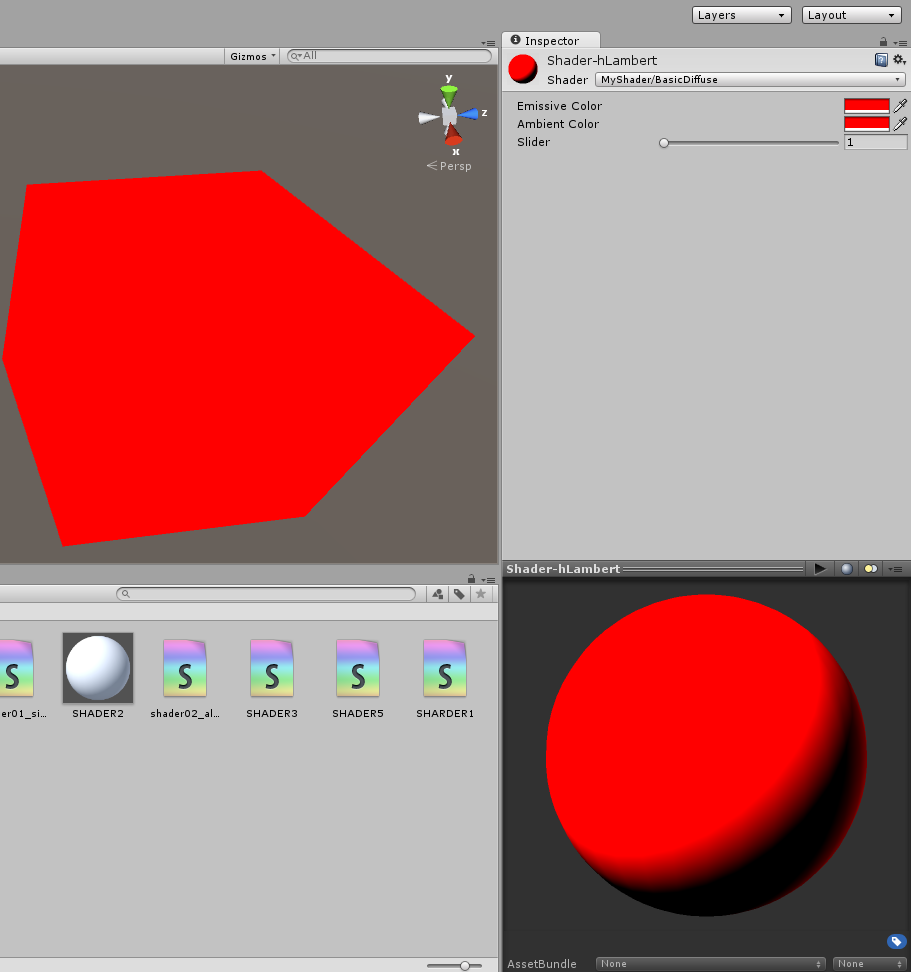 Layers
Layout
Inspector
Gizmos
All
Shader-hLambert
Shader
MyShader/BasicDiffuse
Emissive Color
Ambient Color
Slider
1
y
z
x
Persp
Shader-hLambert
S
S
S
S
S
er01_si...
SHADER2
shader02_al...
SHADER3
SHADER5
SHARDER1
AssetBundle
None
None